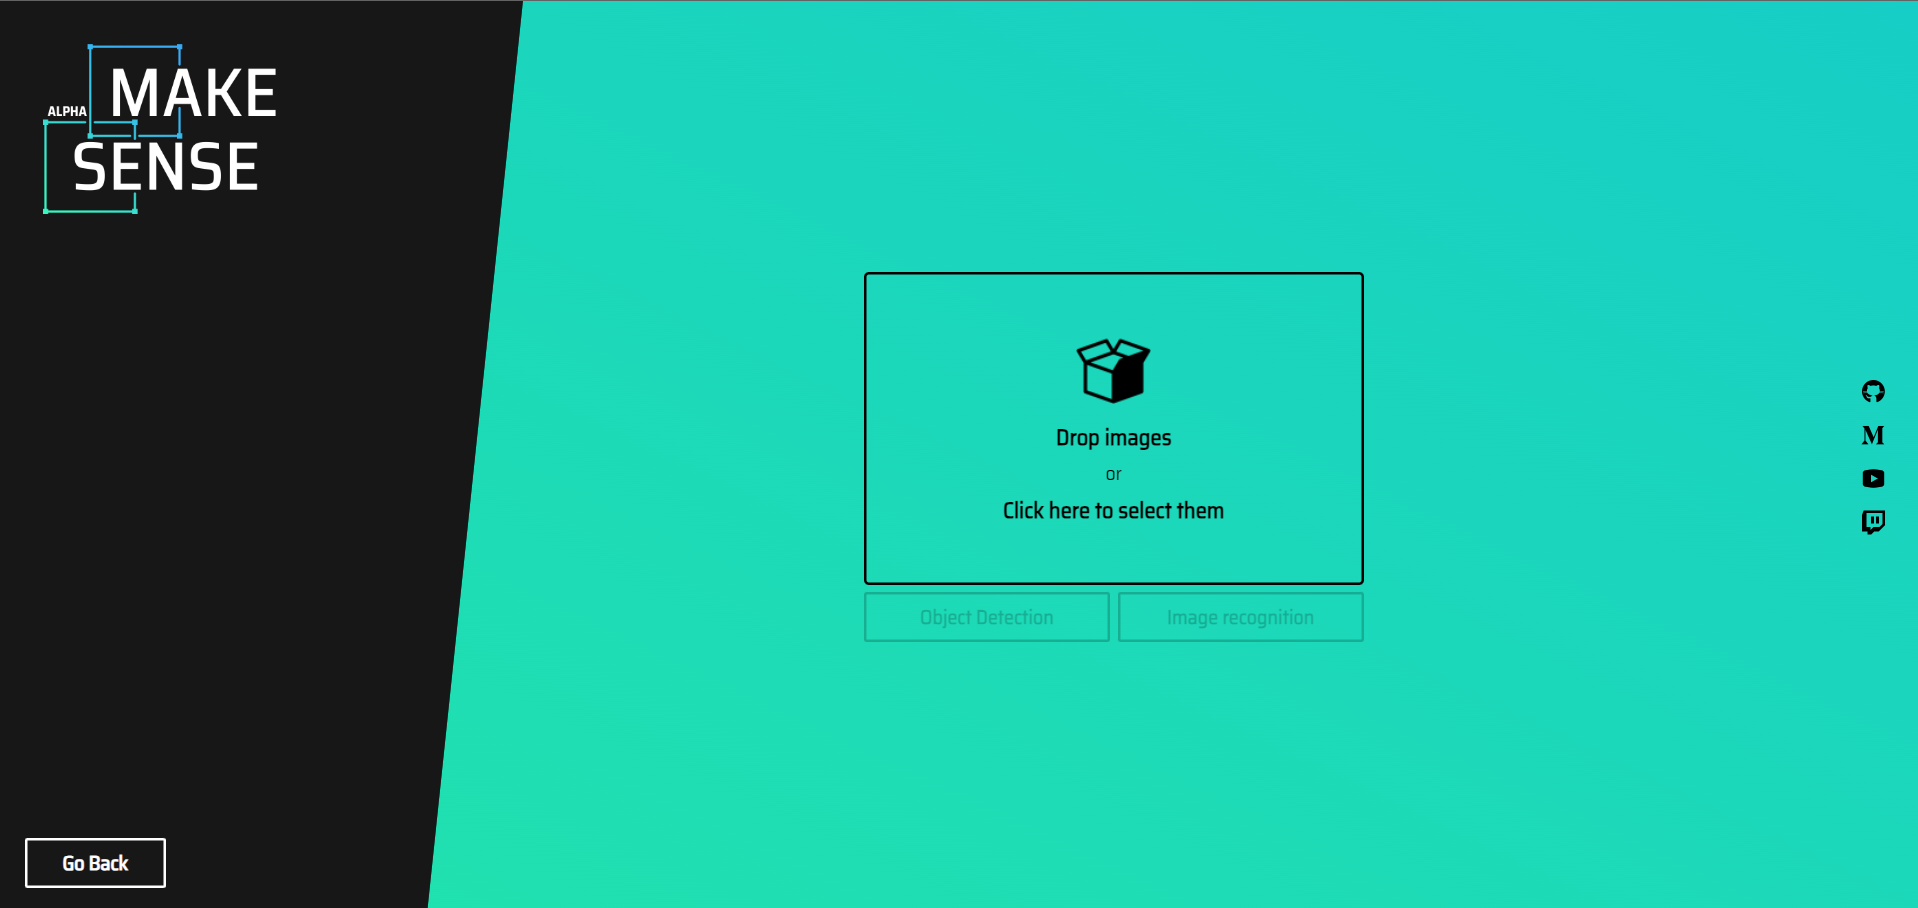 ALPHA
MAKE
SENSE
Drop images
or
Click here to select them
Object Detection
Image recognition
Go Back